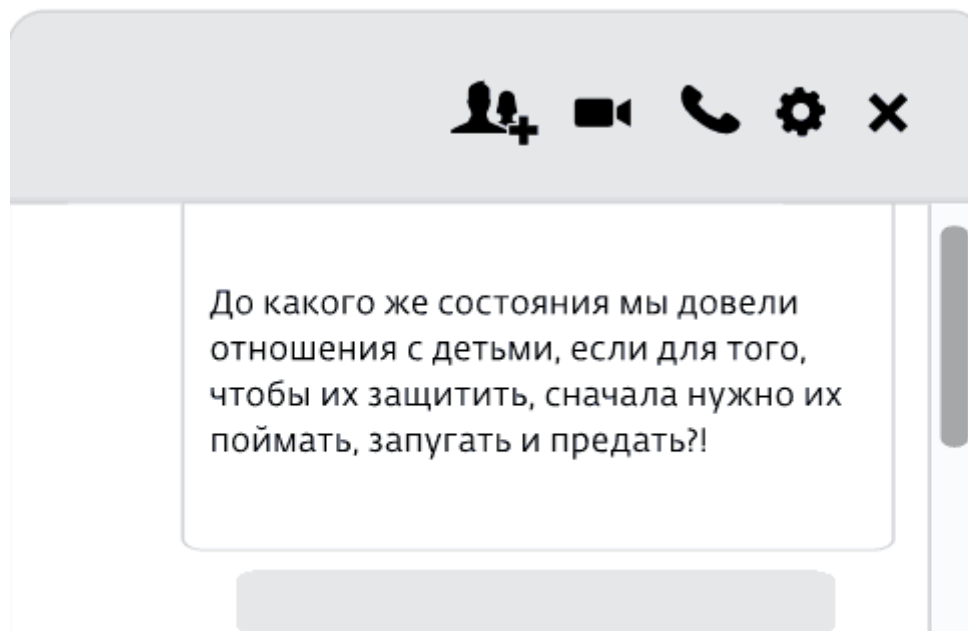 До какого же состояния мы довели
отношения с детьми, если для того,
чтобы их защитить, сначала нужно их
поймать, запугать и предать?!